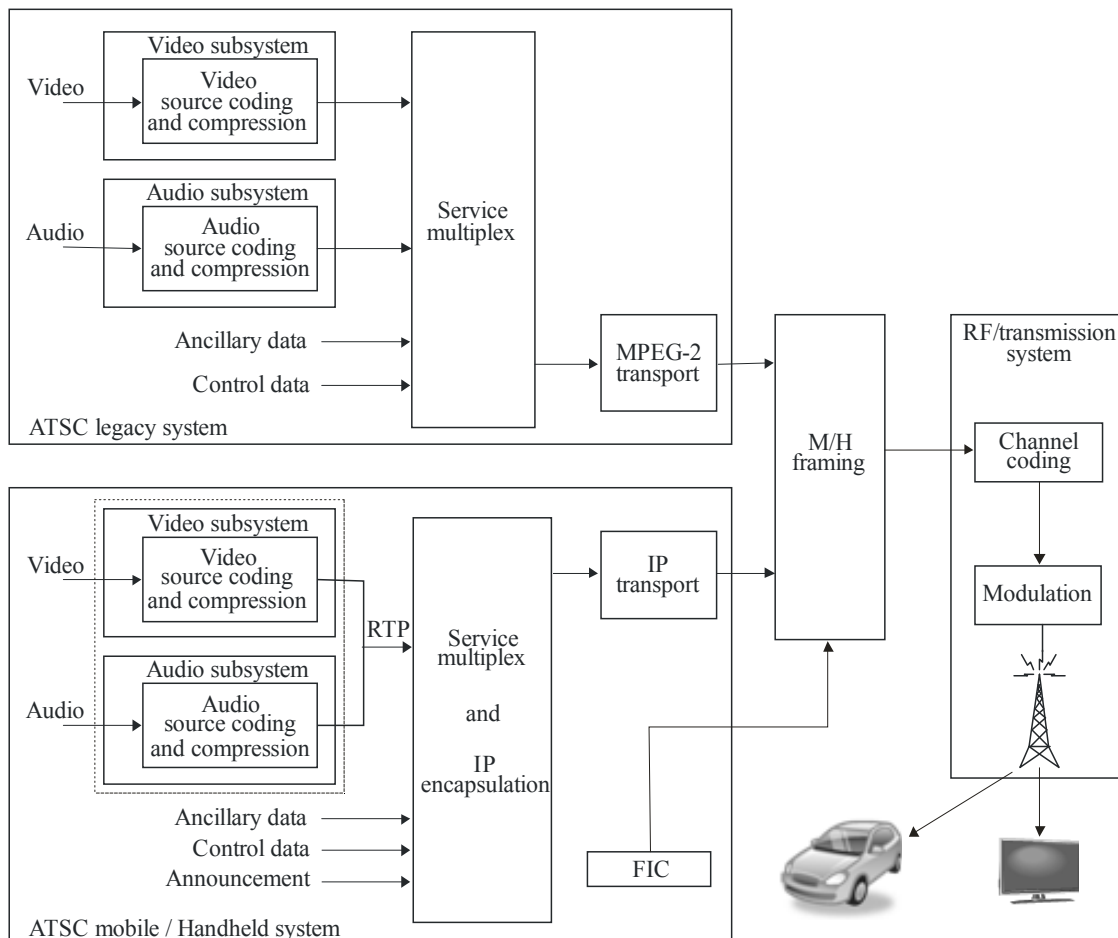 Video subsystem
Video
Video
source coding
and compression
Audio subsystem
Audio
Audio
source coding
and compression
Service
multiplex
Ancillary data
Control data
MPEG-2
transport
ATSC legacy system
M/H
framing
RF/transmission
system
Channel
coding
Modulation
Video subsystem
Video
Video
source coding
and compression
RTP
Audio subsystem
Audio
Audio
source coding
and compression
Service
multiplex
and
IP
encapsulation
IP
transport
Ancillary data
Control data
Announcement
FIC
ATSC mobile / Handheld system